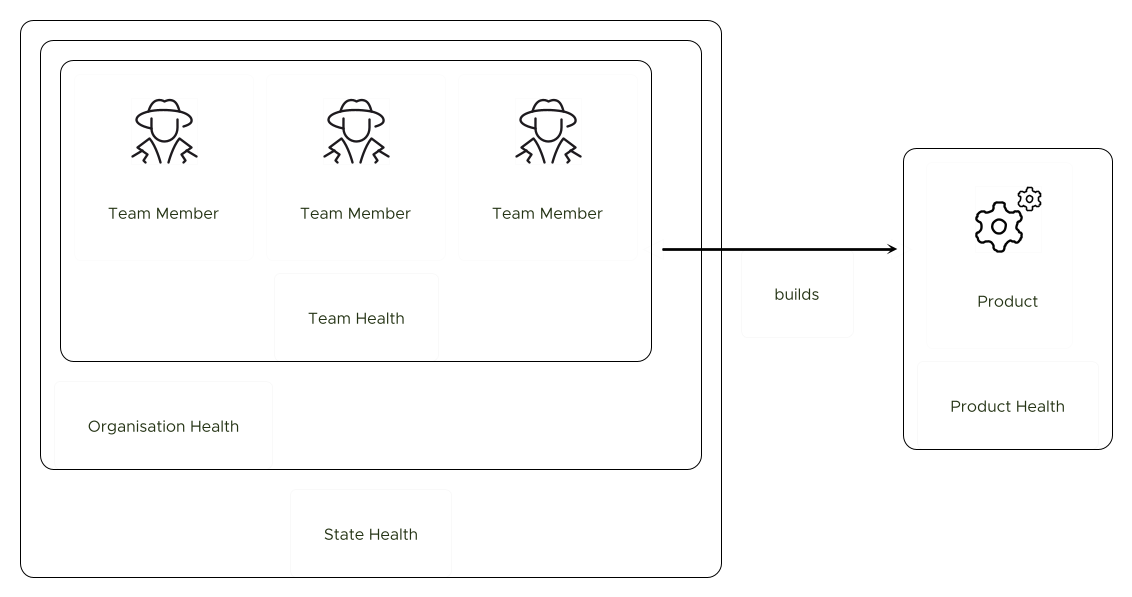 Team Member
Team Member
Team Member
Team Health
Organisation Health
State Health
builds
Product
Product Health